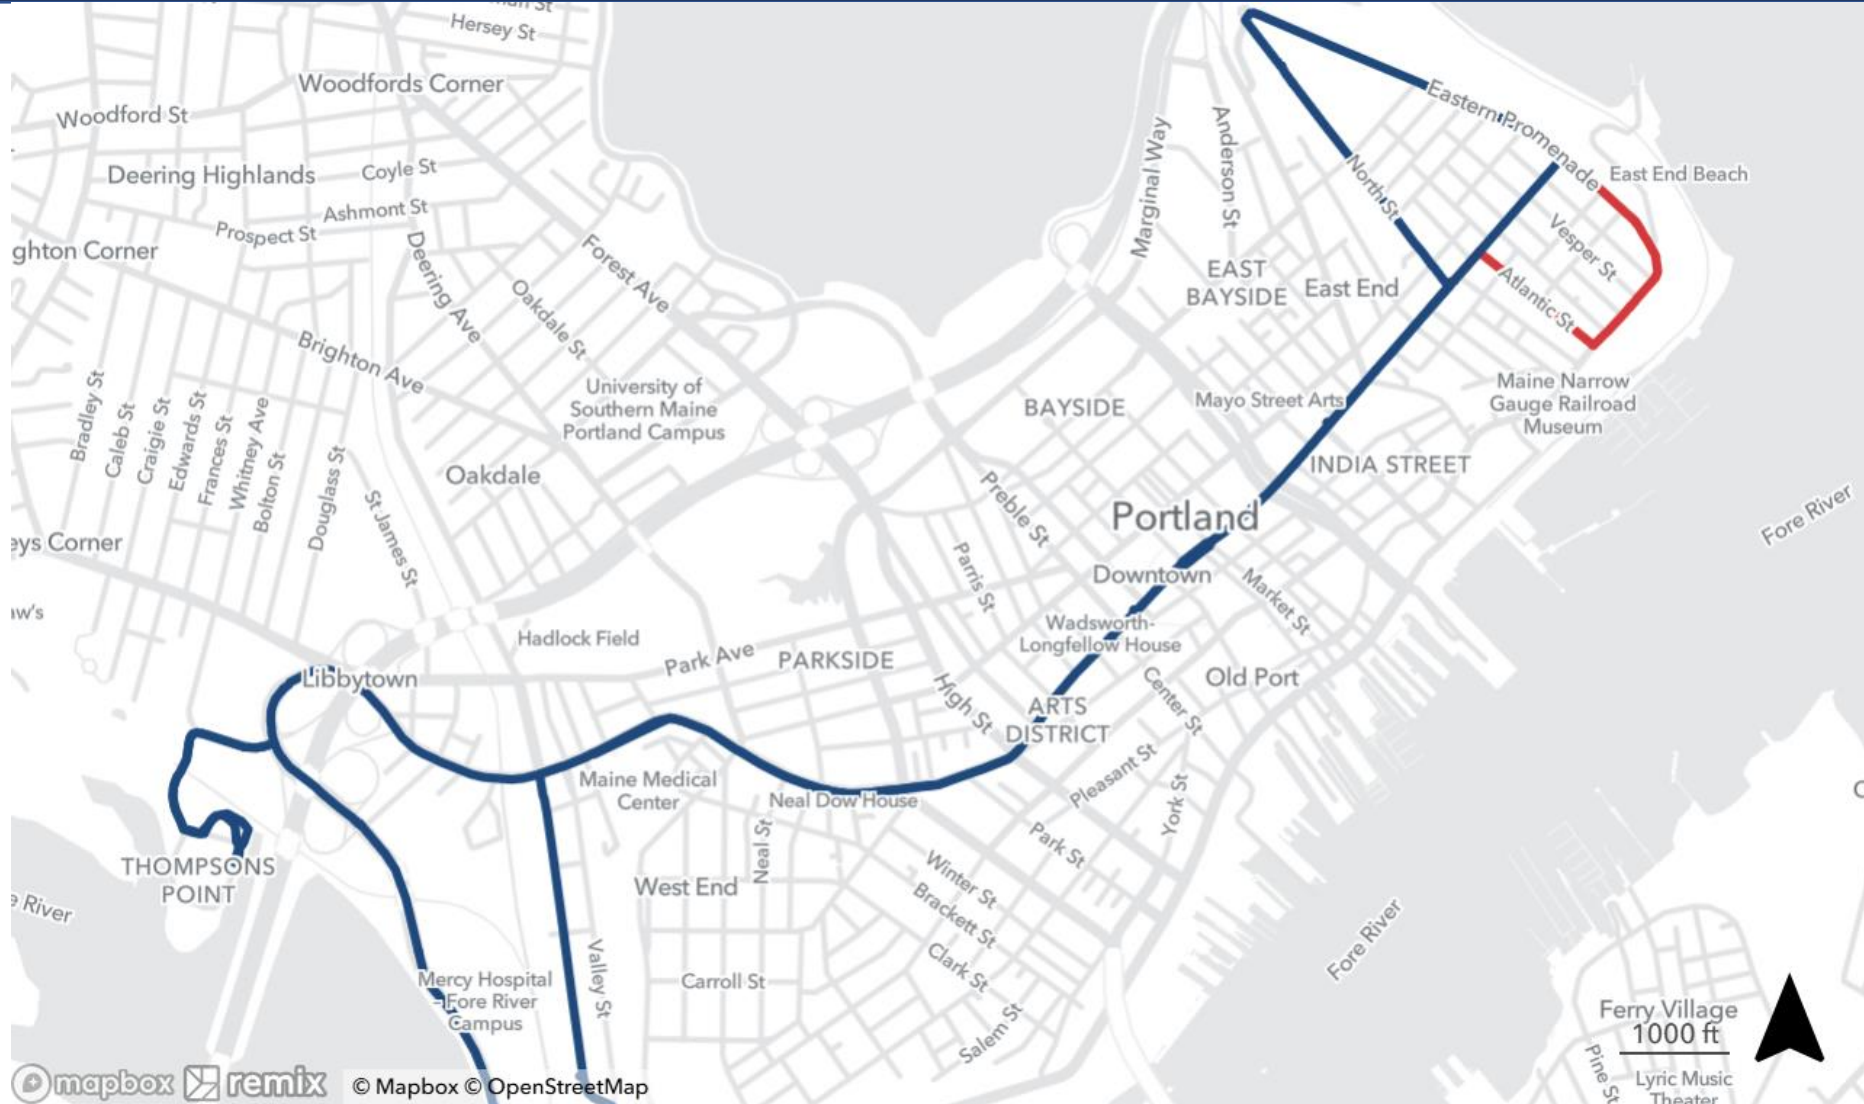 Hersey St
Woodfords Corner
Woodford St
Deering Highlands
Coyle St
Ashmont St
Prospect St
ghton Corner
Deering Ave
Forest Ave
Oakdale St
Brighton Ave
Bradley St
Caleb St
Craigie St
Edwards St
Frances St
Whitney Ave
Bolton St
Douglass St
St James St
University of
Southern Maine
Portland Campus
Oakdale
eys Corner
aw's
Marginal Way
Anderson St
Eastern Promenade
North St
East End Beach
Vesper St
Atlantic St
EAST
BAYSIDE
East End
Mayo Street Arts
BAYSIDE
Maine Narrow
Gauge Railroad
Museum
INDIA STREET
Preble St
Portland
Parris St
Downtown
Market St
Wadsworth-
Longfellow House
Fore River
Hadlock Field
Libbytown
Park Ave
PARKSIDE
High St
Center St
Old Port
ARTS
DISTRICT
Maine Medical
Center
Neal Dow House
Pleasant St
York St
Neal St
Park St
THOMPSONS
POINT
West End
Winter St
Brackett St
Clark St
e River
Valley St
Carroll St
Salem St
Fore River
Mercy Hospital
- Fore River
Campus
Ferry Village
1000 ft
Pine St
Lyric Music
Theater
mapbox remix © Mapbox © OpenStreetMap